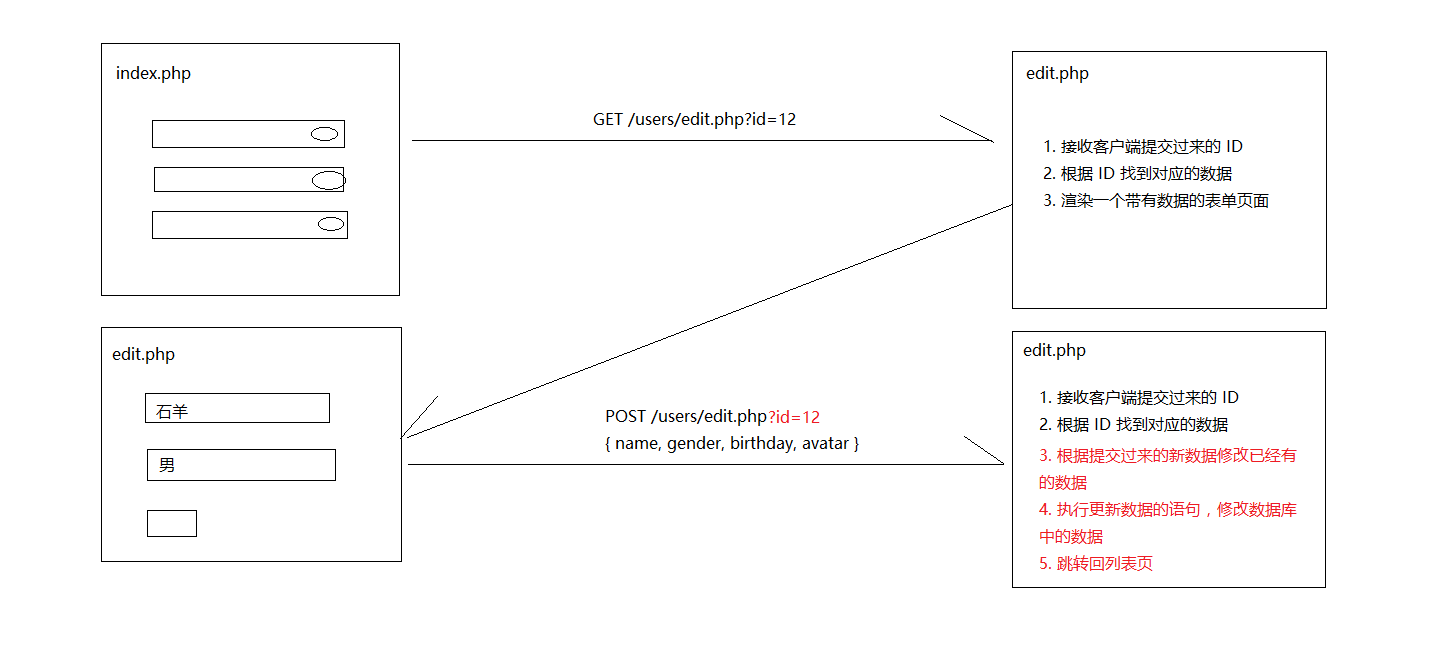 index.php
GET /users/edit.php?id=12
edit.php
1. 接收客户端提交过来的 ID
2. 根据 ID 找到对应的数据
3. 渲染一个带有数据的表单页面
edit.php
石羊
男
POST /users/edit.php?id=12
{ name, gender, birthday, avatar }
edit.php
1. 接收客户端提交过来的 ID
2. 根据 ID 找到对应的数据
3. 根据提交过来的新数据修改已经有
的数据
4. 执行更新数据的语句，修改数据库
中的数据
5. 跳转回列表页